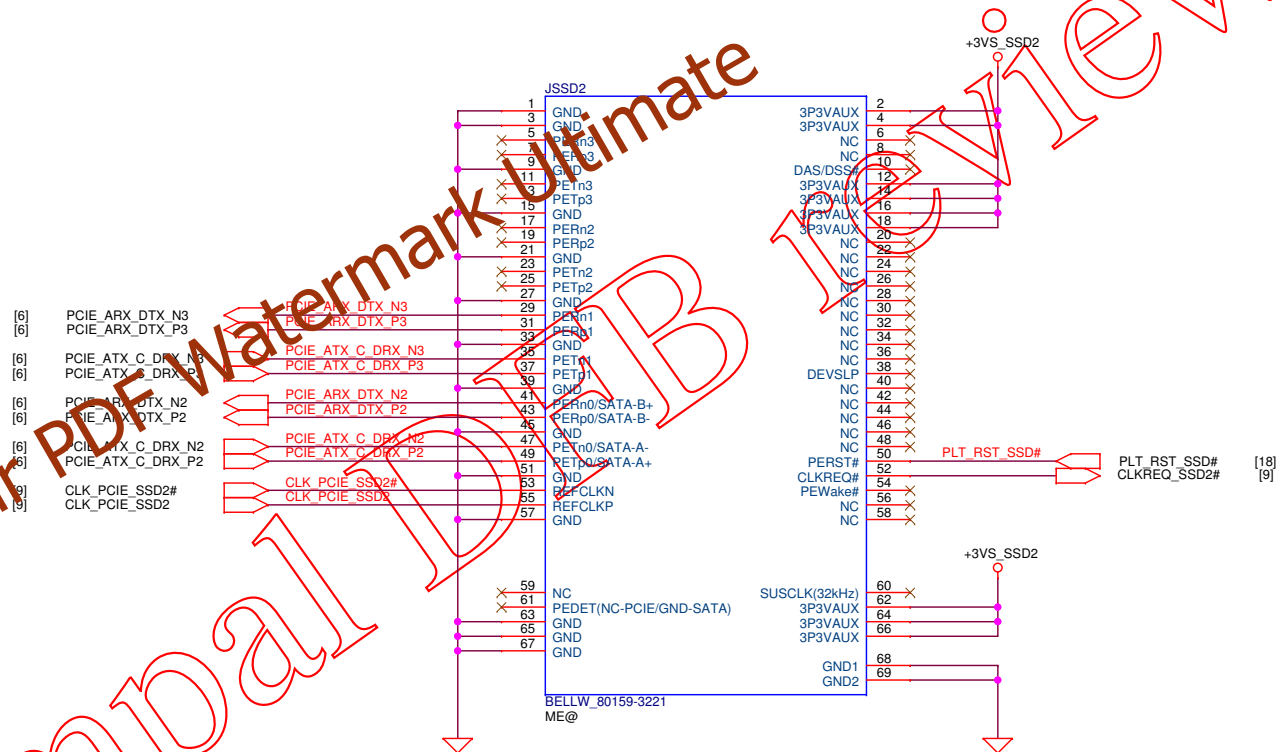 +3VS_SSD2
JSSD2
1 GND 3P3VAUX 2
3 GND 3P3VAUX 4
5 PERn3 NC 6
7 PERp3 NC 8
9 GND DAS/DSS# 10
11 PETn3 3P3VAUX 12
PETp3 3P3VAUX 14
15 GND 3P3VAUX 16
17 PERn2 3P3VAUX 18
19 PERp2 NC 20
21 GND NC 22
23 PETn2 NC 24
25 PETp2 NC 26
27 GND NC 28
[6] PCIE_ARX_DTX_N3 PCIE_ARX_DTX_N3 29 PERn1 NC 30
[6] PCIE_ARX_DTX_P3 PCIE_ARX_DTX_P3 31 PERp1 NC 32
33 GND NC 34
[6] PCIE_ATX_C_DRX_N3 PCIE_ATX_C_DRX_N3 35 PETn1 NC 36
[6] PCIE_ATX_C_DRX_P3 PCIE_ATX_C_DRX_P3 37 PETp1 DEVSLP 38
39 GND NC 40
[6] PCIE_ARX_DTX_N2 PCIE_ARX_DTX_N2 41 PERn0/SATA-B+ NC 42
[6] PCIE_ARX_DTX_P2 PCIE_ARX_DTX_P2 43 PERp0/SATA-B- NC 44
45 GND NC 46
[6] PCIE_ATX_C_DRX_N2 PCIE_ATX_C_DRX_N2 47 PETn0/SATA-A- NC 48
[6] PCIE_ATX_C_DRX_P2 PCIE_ATX_C_DRX_P2 49 PETp0/SATA-A+ PERST# 50 PLT_RST_SSD# PLT_RST_SSD# [18]
51 GND CLKREQ# 52 CLKREQ_SSD2# [9]
[9] CLK_PCIE_SSD2# CLK_PCIE_SSD2# 53 REFCLKN PEWake# 54
[9] CLK_PCIE_SSD2 CLK_PCIE_SSD2 55 REFCLKP NC 56
57 GND NC 58
+3VS_SSD2
59 NC SUSCLK(32kHz) 60
61 PEDET(NC-PCIE/GND-SATA) 3P3VAUX 62
63 GND 3P3VAUX 64
65 GND 3P3VAUX 66
67 GND
GND1 68
GND2 69
BELLW_80159-3221
ME@
PDF Watermark Ultimate